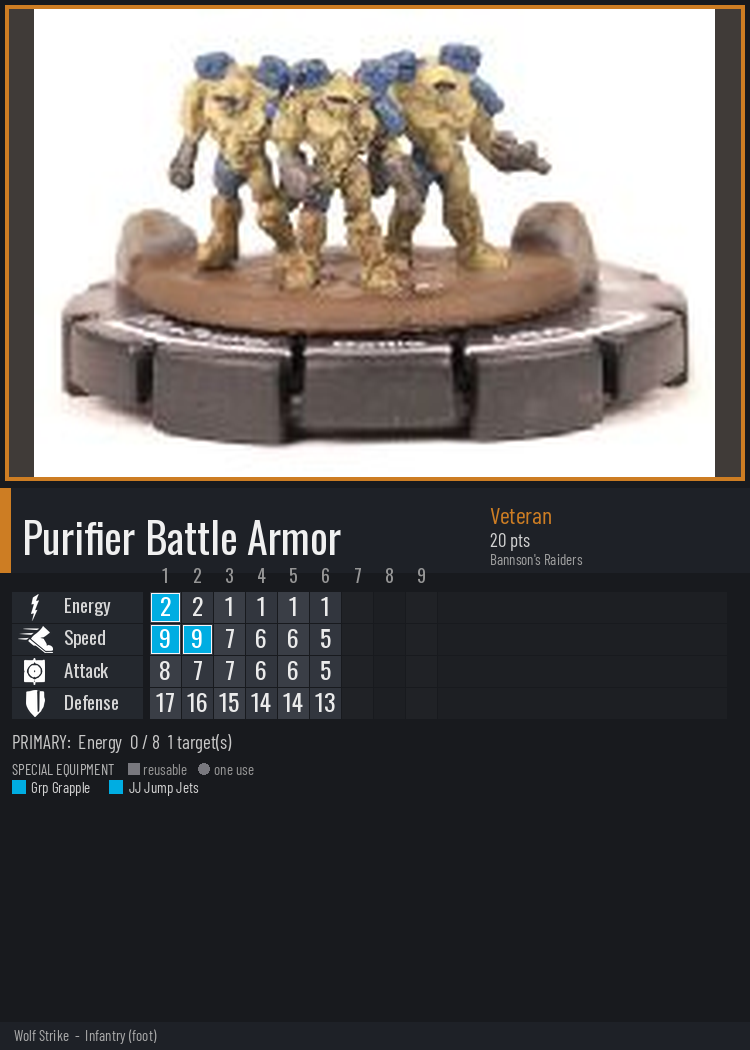 Purifier Battle Armor
Veteran
20 pts
Bannson's Raiders
1 2 3 4 5 6 7 8 9
Energy 2 2 1 1 1 1
Speed 9 9 7 6 6 5
Attack 8 7 7 6 6 5
Defense 17 16 15 14 14 13
PRIMARY: Energy 0 / 8 1 target(s)
SPECIAL EQUIPMENT reusable one use
Grp Grapple JJ Jump Jets
Wolf Strike - Infantry (foot)